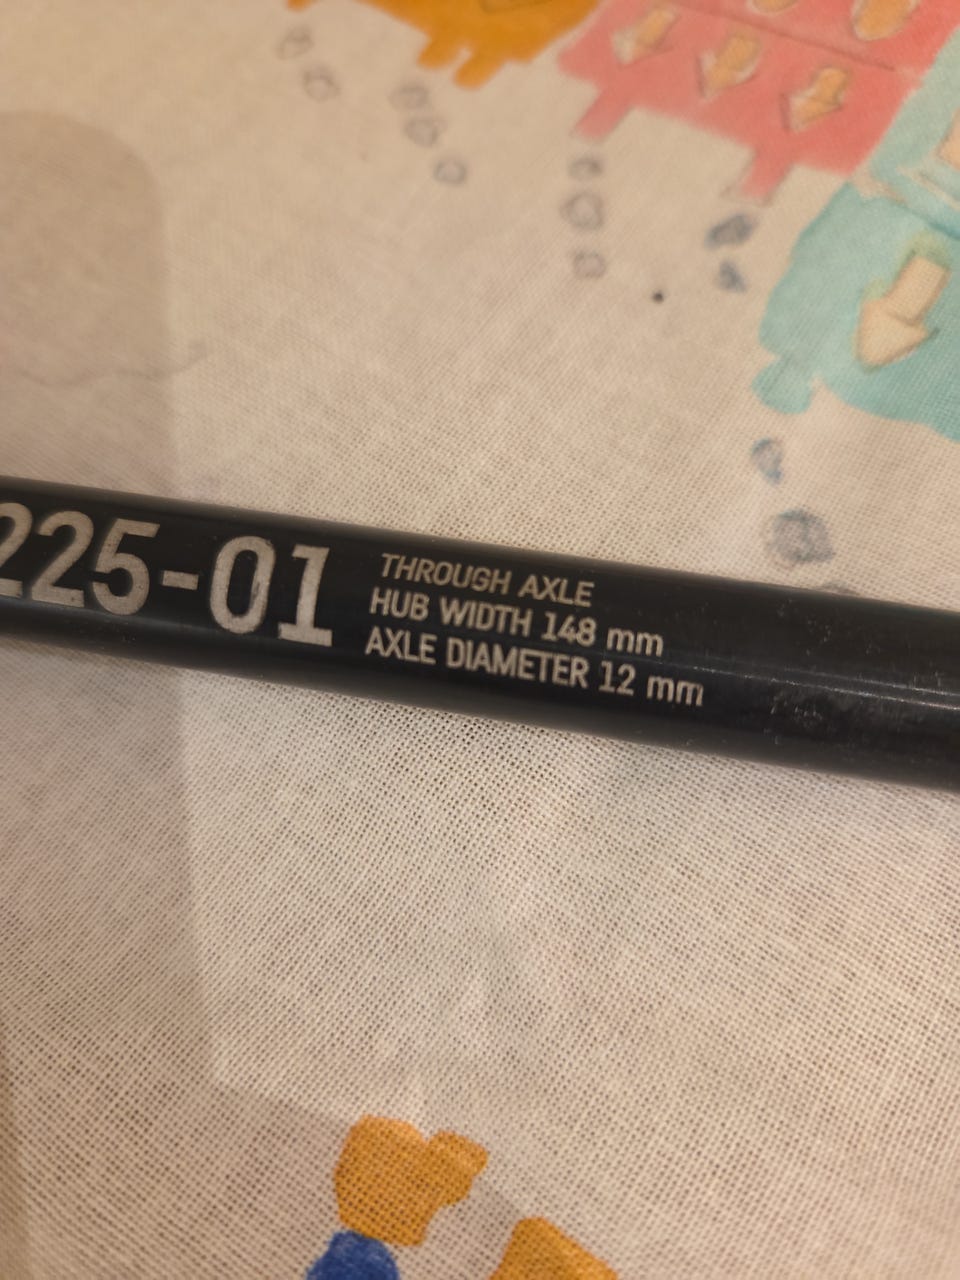 225-01
THROUGH AXLE
HUB WIDTH 148 mm
AXLE DIAMETER 12 mm